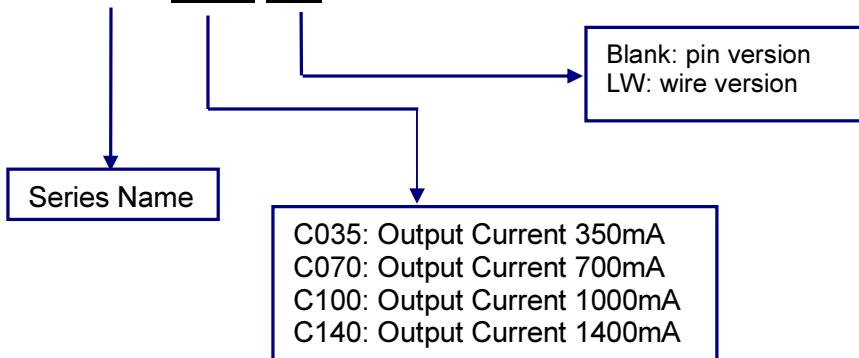 Blank: pin version
LW: wire version
Series Name
C035: Output Current 350mA
C070: Output Current 700mA
C100: Output Current 1000mA
C140: Output Current 1400mA